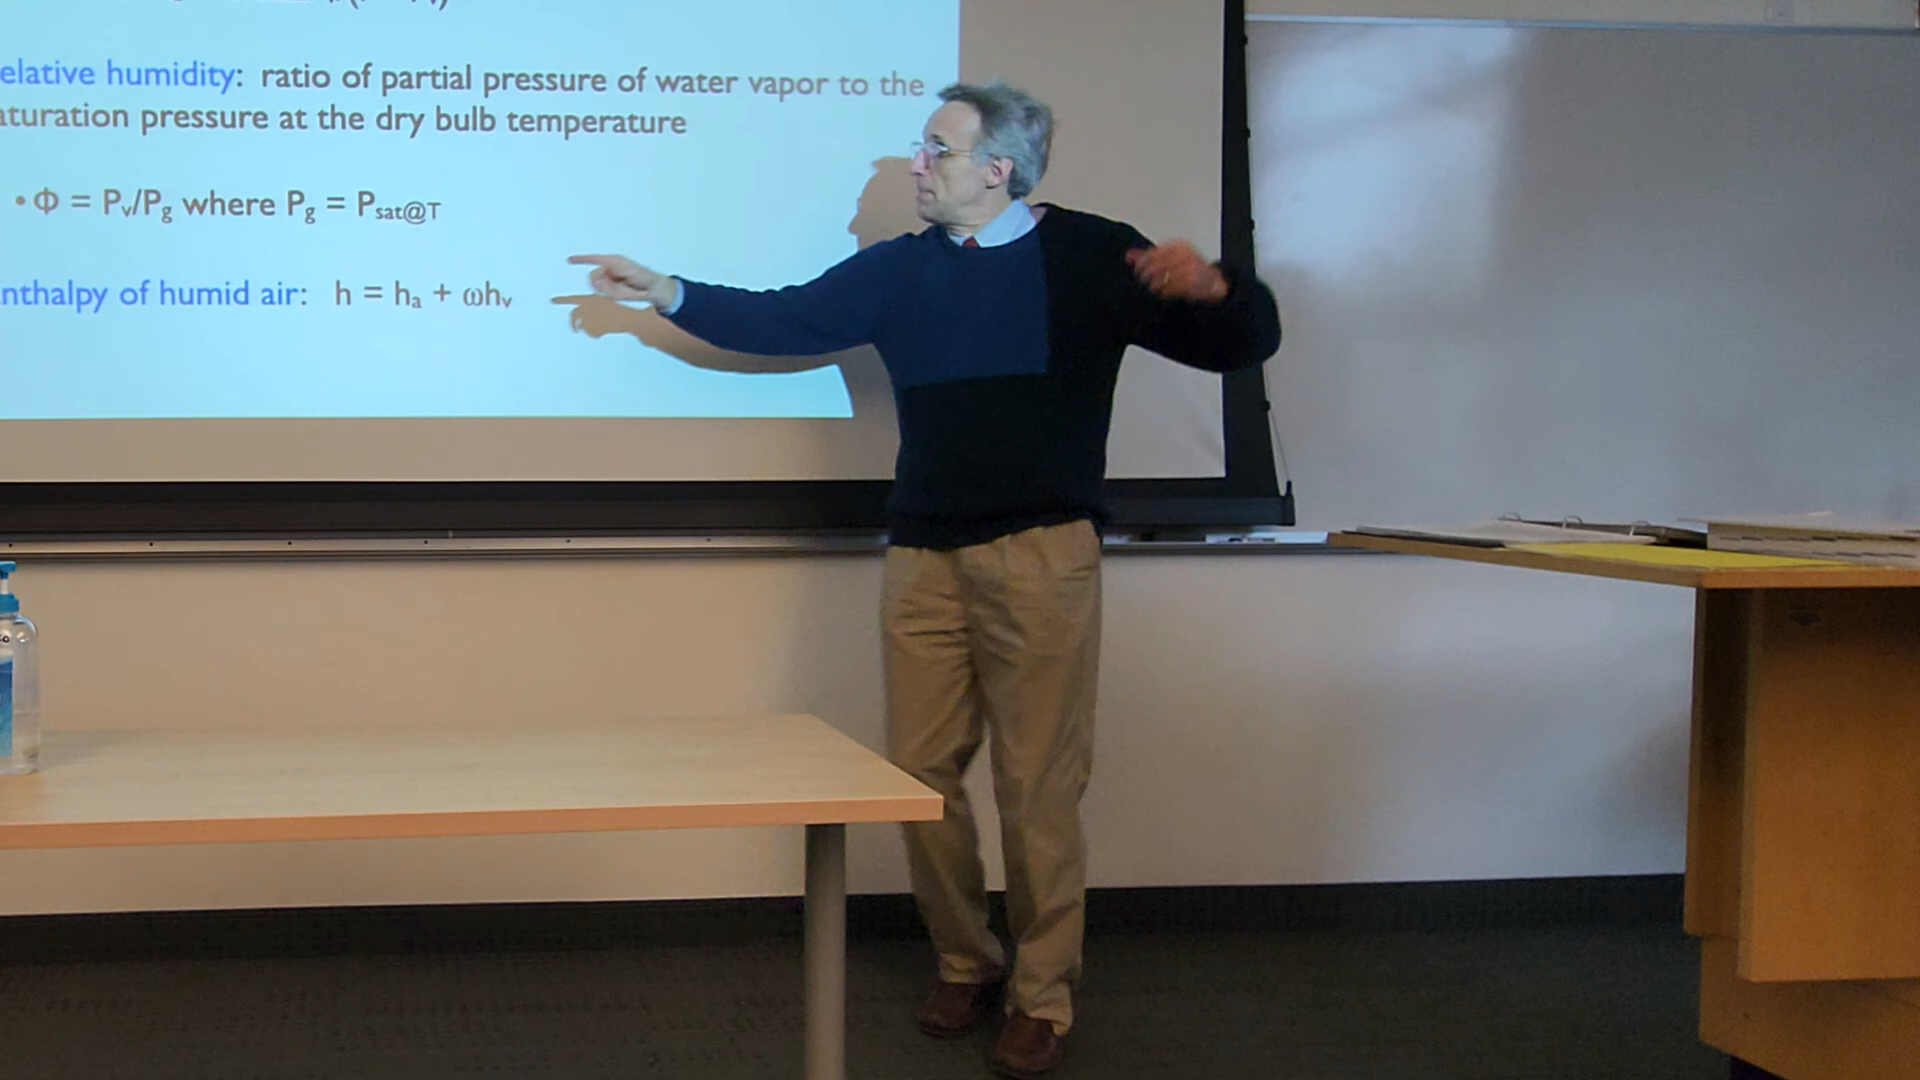 elative humidity: ratio of partial pressure of water vapor to the
aturation pressure at the dry bulb temperature
• Φ = Pv/Pg where Pg = Psat@T
nthalpy of humid air: h = ha + ωhv